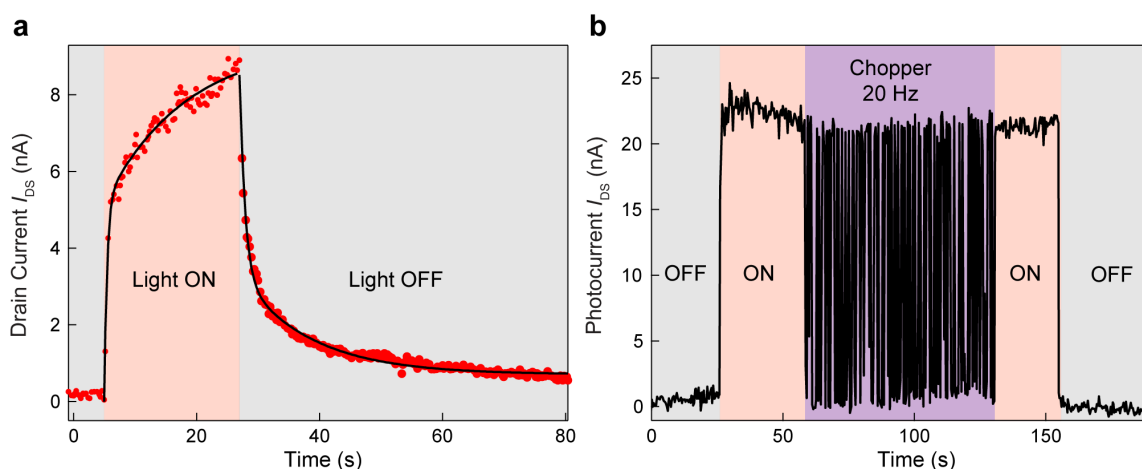 a
Drain Current I_DS (nA)
8
6
4
2
0
Light ON
Light OFF
0
20
40
60
80
Time (s)
b
Photocurrent I_DS (nA)
25
20
15
10
5
0
Chopper
20 Hz
OFF
ON
ON
OFF
0
50
100
150
Time (s)